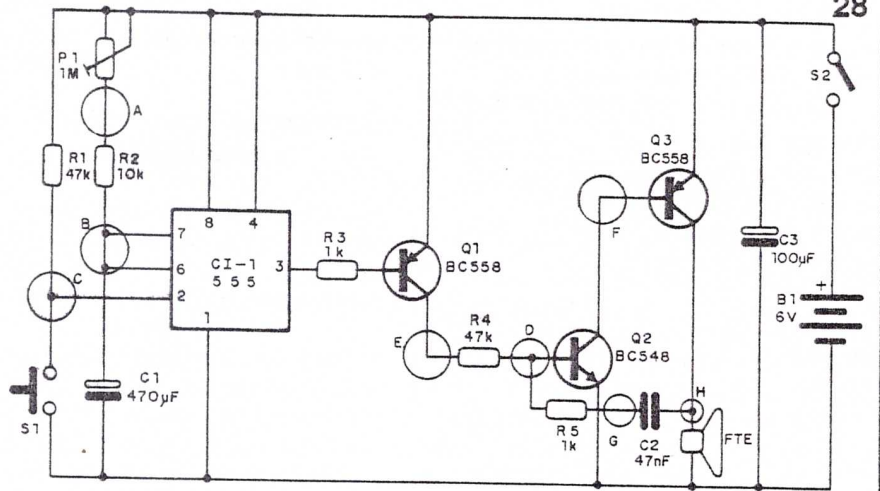 28
P1
1M
A
R1
47k
R2
10k
B
C
7
6
2
8
4
3
1
CI-1
555
S1
C1
470µF
R3
1k
Q1
BC558
E
R4
47k
D
Q2
BC548
R5
1k
G
C2
47nF
H
FTE
F
Q3
BC558
C3
100µF
S2
+
B1
6V